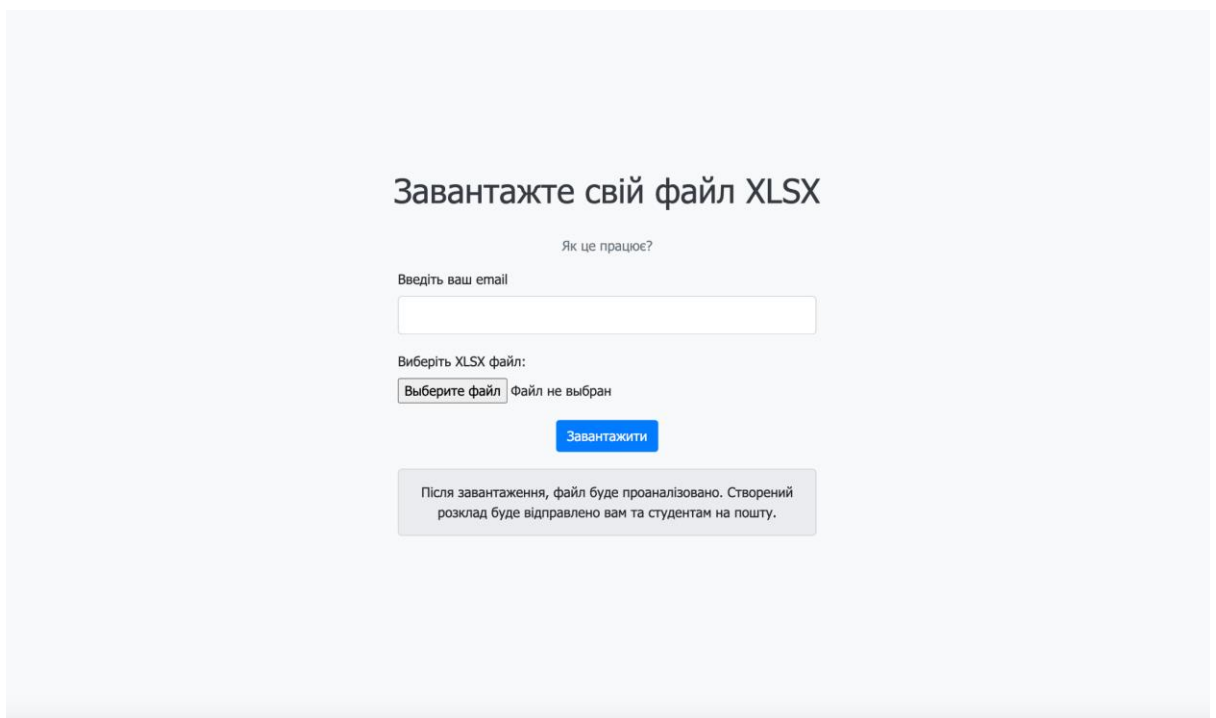 Завантажте свій файл XLSX
Як це працює?
Введіть ваш email
Виберіть XLSX файл:
Выберите файл Файл не выбран
Завантажити
Після завантаження, файл буде проаналізовано. Створений
розклад буде відправлено вам та студентам на пошту.